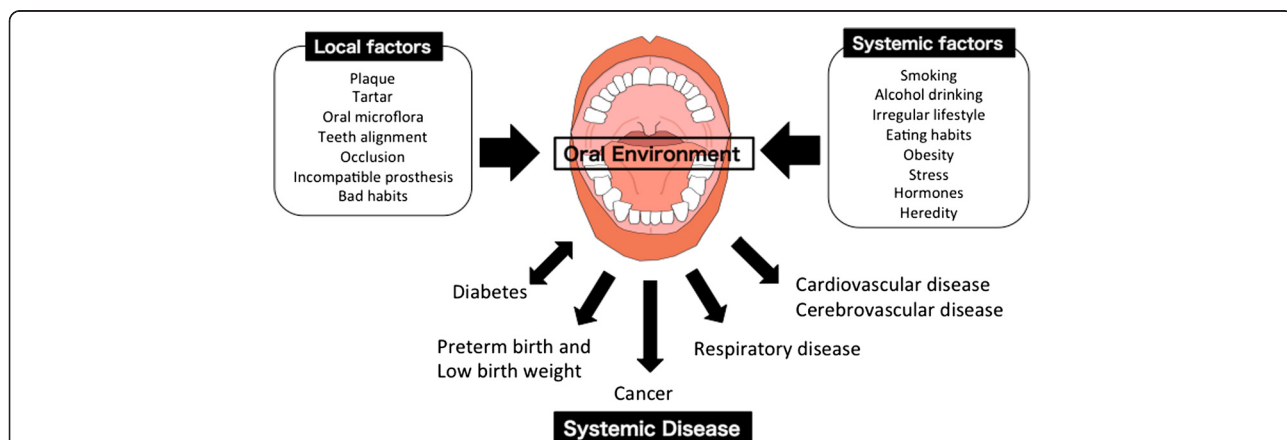 Local factors
Plaque
Tartar
Oral microflora
Teeth alignment
Occlusion
Incompatible prosthesis
Bad habits
Oral Environment
Systemic factors
Smoking
Alcohol drinking
Irregular lifestyle
Eating habits
Obesity
Stress
Hormones
Heredity
Diabetes
Preterm birth and
Low birth weight
Cancer
Respiratory disease
Cardiovascular disease
Cerebrovascular disease
Systemic Disease